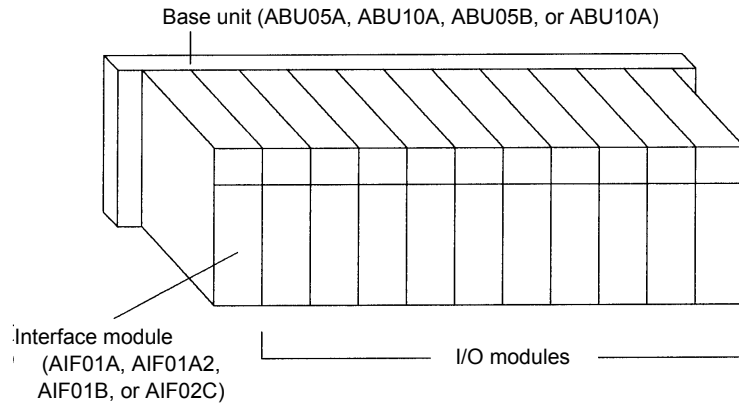 Base unit (ABU05A, ABU10A, ABU05B, or ABU10A)
Interface module
(AIF01A, AIF01A2,
AIF01B, or AIF02C)
I/O modules